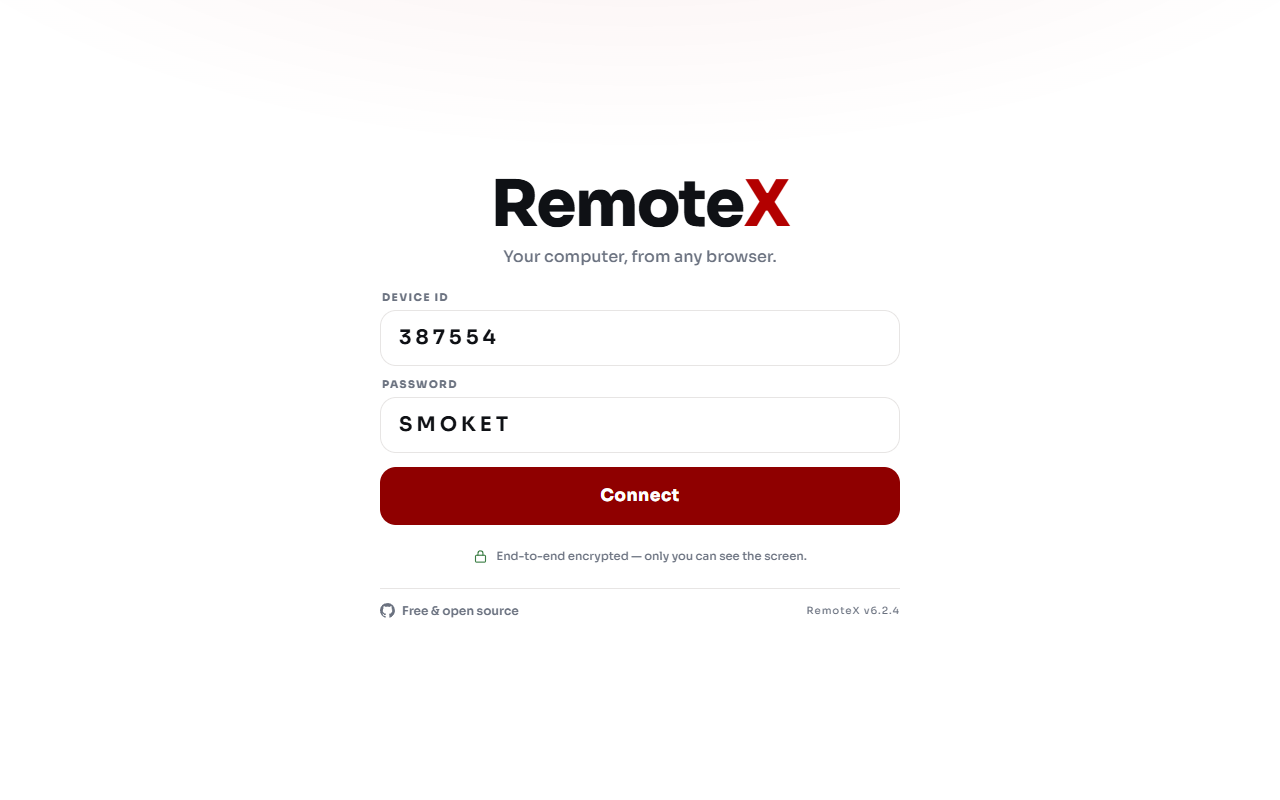 RemoteX
Your computer, from any browser.
DEVICE ID
387554
PASSWORD
SMOKET
Connect
End-to-end encrypted — only you can see the screen.
Free & open source
RemoteX v6.2.4